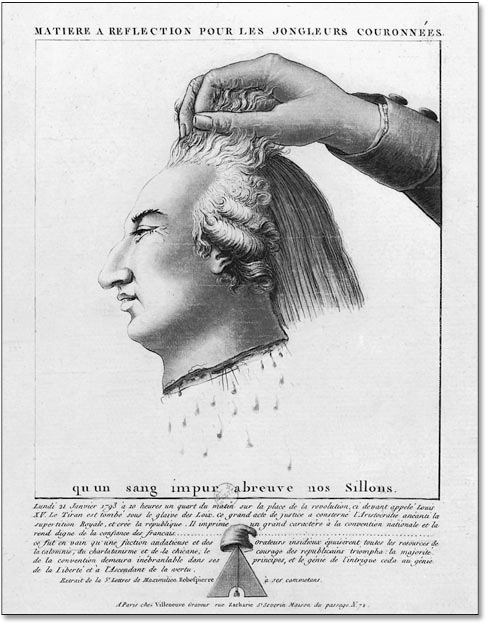 MATIERE A REFLECTION POUR LES JONGLEURS COURONNÉES.
qu un sang impur abreuve nos Sillons.
Lundi 21 Janvier 1793 à 10 heures un quart du matin sur la place de la revolution, ci devant appelé Louis
XV. Le Tiran est tombé sous le glaive des Loix. Ce grand acte de justice a consterné l'Aristocratie aneanti la
superstition Royale, et créé la république. Il imprime un grand caractere à la convention nationale et la
rend digne de la confiance des francais
ce fut en vain qu'une faction audatieuse et des orateurs insidieux épuiserent toutes les resources de
la calomnie, du charlatanisme et de la chicane, le courage des republicains triompha: la majorité
de la convention demeura inébranlable dans ses principes, et le génie de l'intrigue ceda au génie
de la Liberté et à l'Ascendant de la vertu.
Extrait de la 3e Lettres de Maximilien Robespierre à ses commetans.
A Paris chez Villeneuve Graveur rue Zacharie St Severin Maison du passage N. 72.